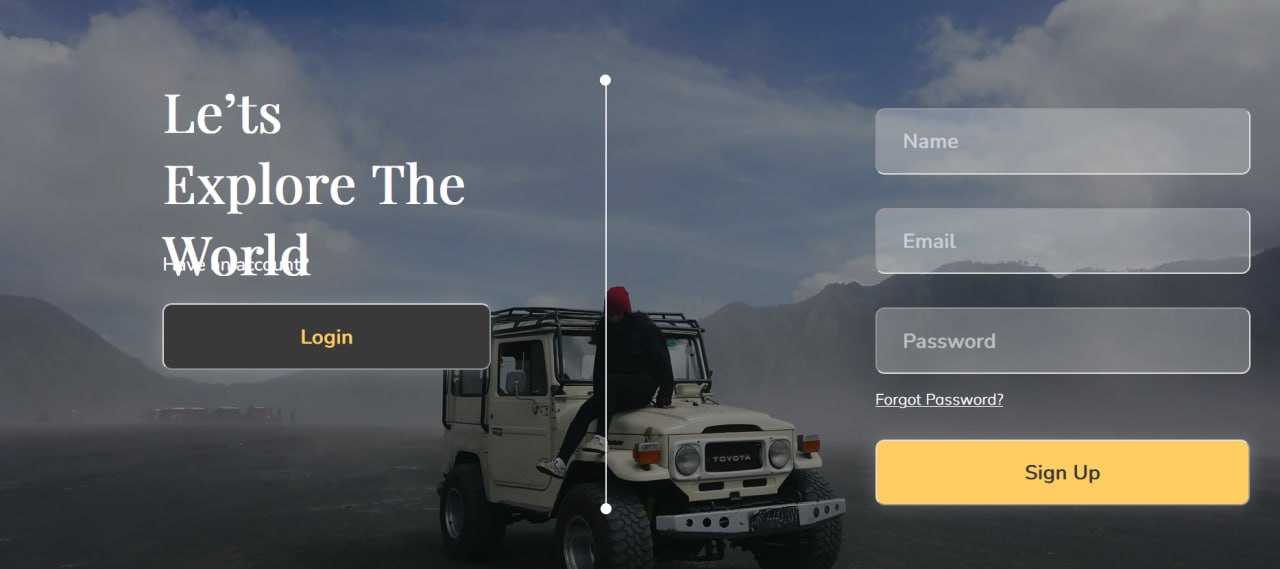 Le’ts
Explore The
World
Have an account?
Login
Name
Email
Password
Forgot Password?
Sign Up
TOYOTA